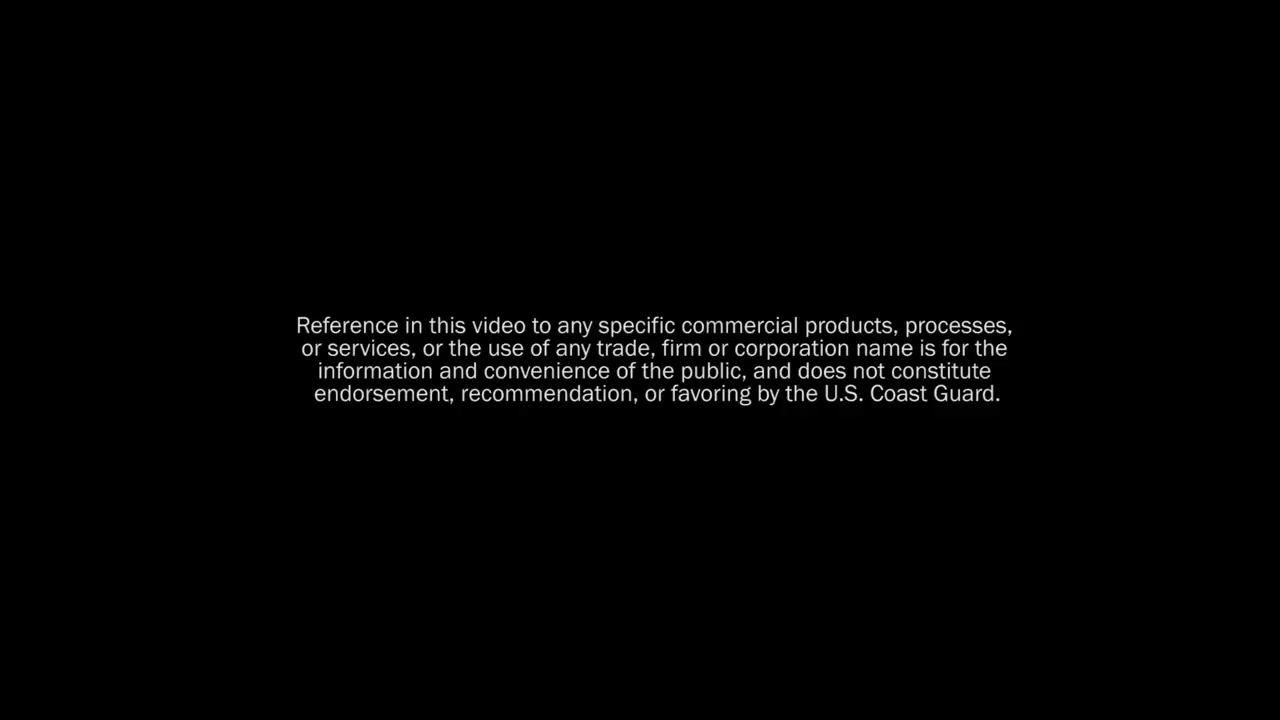 Reference in this video to any specific commercial products, processes,
or services, or the use of any trade, firm or corporation name is for the
information and convenience of the public, and does not constitute
endorsement, recommendation, or favoring by the U.S. Coast Guard.